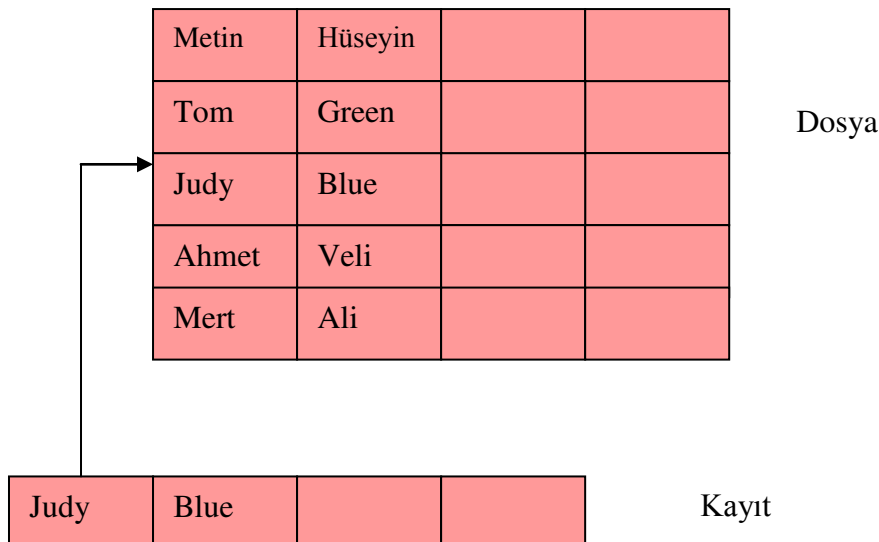 Metin Hüseyin
Tom Green
Dosya
Judy Blue
Ahmet Veli
Mert Ali
Judy Blue
Kayıt